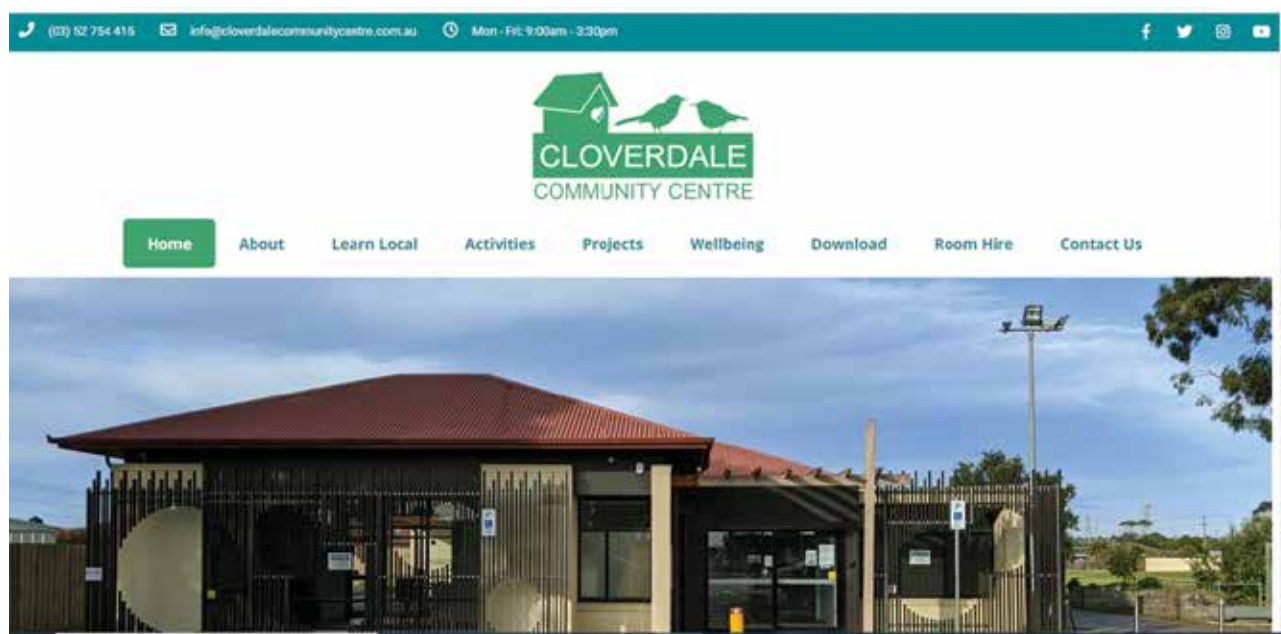 (03) 52 754 415 info@cloverdalecommunitycentre.com.au Mon - Fri: 9:00am - 3:30pm
CLOVERDALE
COMMUNITY CENTRE
Home About Learn Local Activities Projects Wellbeing Download Room Hire Contact Us